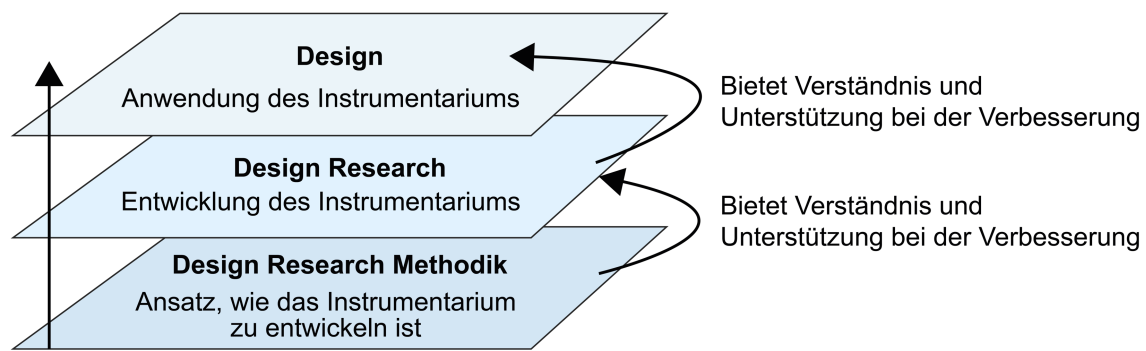 Design
Anwendung des Instrumentariums
Bietet Verständnis und
Unterstützung bei der Verbesserung
Design Research
Entwicklung des Instrumentariums
Bietet Verständnis und
Unterstützung bei der Verbesserung
Design Research Methodik
Ansatz, wie das Instrumentarium
zu entwickeln ist